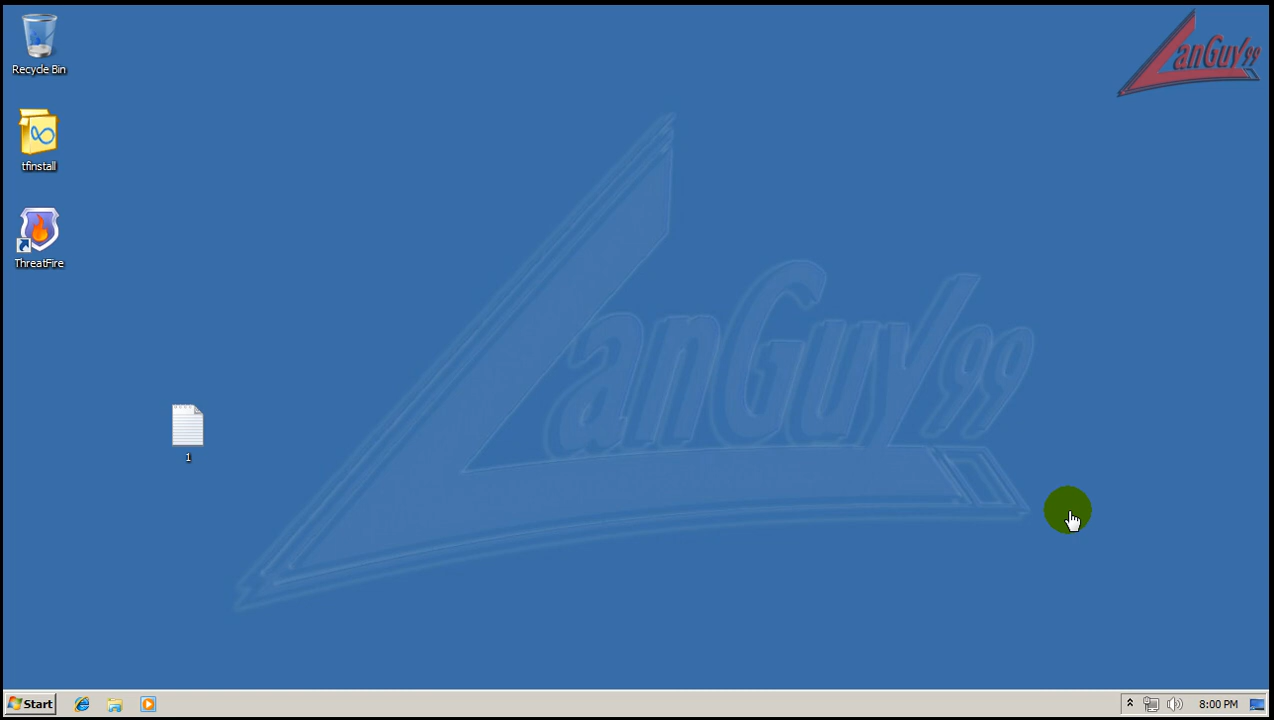 Recycle Bin
LanGuy99
tfinstall
ThreatFire
LanGuy99
1
Start
8:00 PM